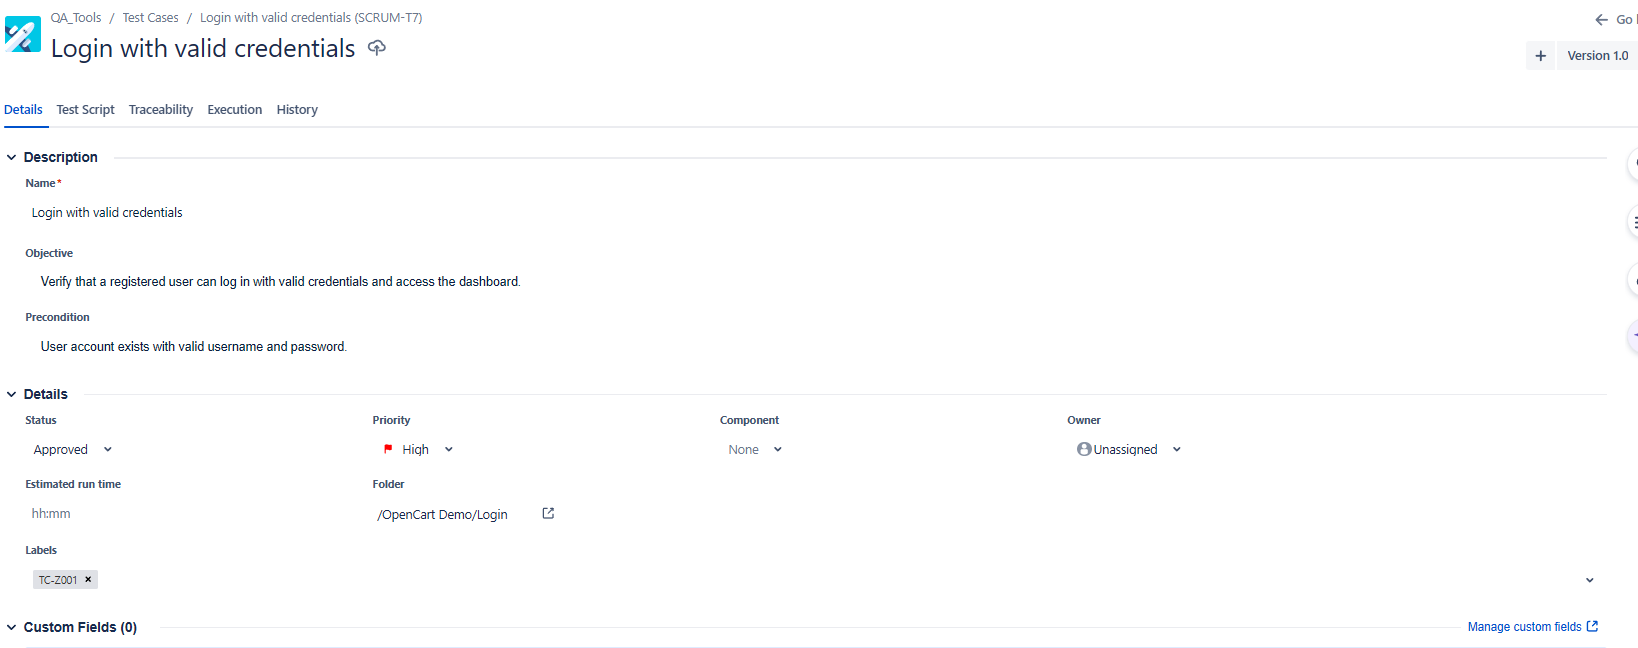 QA_Tools / Test Cases / Login with valid credentials (SCRUM-T7)
Go
Login with valid credentials
+ Version 1.0
Details Test Script Traceability Execution History
Description
Name*
Login with valid credentials
Objective
Verify that a registered user can log in with valid credentials and access the dashboard.
Precondition
User account exists with valid username and password.
Details
Status Priority Component Owner
Approved High None Unassigned
Estimated run time Folder
hh:mm /OpenCart Demo/Login
Labels
TC-Z001 ×
Custom Fields (0) Manage custom fields